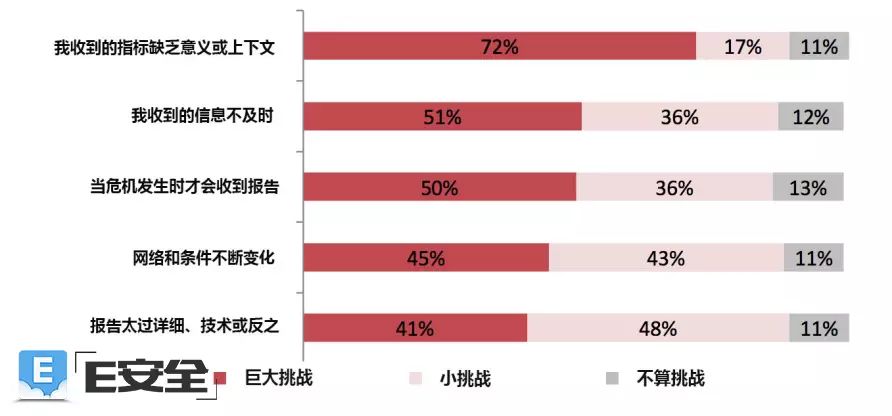 我收到的指标缺乏意义或上下文 72% 17% 11%
我收到的信息不及时 51% 36% 12%
当危机发生时才会收到报告 50% 36% 13%
网络和条件不断变化 45% 43% 11%
报告太过详细、技术或反之 41% 48% 11%
E E安全 巨大挑战 小挑战 不算挑战